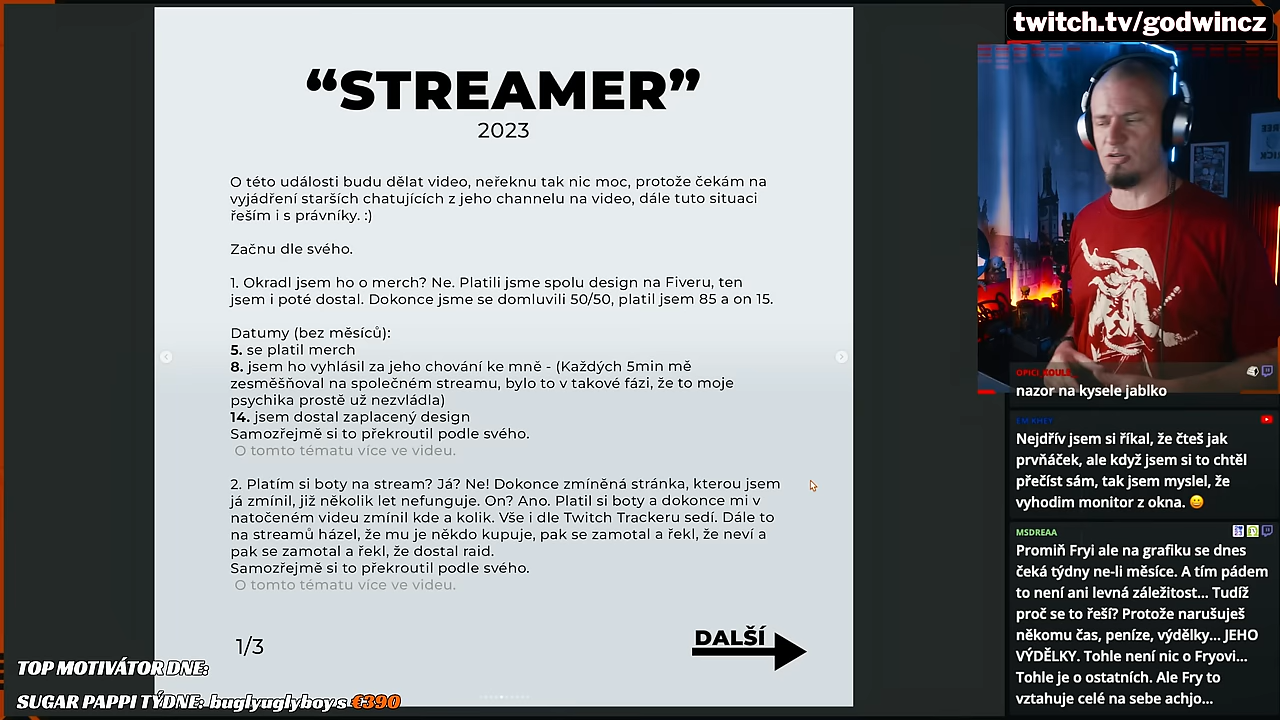 “STREAMER”
2023
O této události budu dělat video, neřeknu tak nic moc, protože čekám na
vyjádření starších chatujících z jeho channelu na video, dále tuto situaci
řeším i s právníky. :)
Začnu dle svého.
1. Okradl jsem ho o merch? Ne. Platili jsme spolu design na Fiveru, ten
jsem i poté dostal. Dokonce jsme se domluvili 50/50, platil jsem 85 a on 15.
Datumy (bez měsíců):
5. se platil merch
8. jsem ho vyhlásil za jeho chování ke mně - (Každých 5min mě
zesměšňoval na společném streamu, bylo to v takové fázi, že to moje
psychika prostě už nezvládla)
14. jsem dostal zaplacený design
Samozřejmě si to překroutil podle svého.
O tomto tématu více ve videu.
2. Platím si boty na stream? Já? Ne! Dokonce zmíněná stránka, kterou jsem
já zmínil, již několik let nefunguje. On? Ano. Platil si boty a dokonce mi v
natočeném videu zmínil kde a kolik. Vše i dle Twitch Trackeru sedí. Dále to
na streamů házel, že mu je někdo kupuje, pak se zamotal a řekl, že neví a
pak se zamotal a řekl, že dostal raid.
Samozřejmě si to překroutil podle svého.
O tomto tématu více ve videu.
1/3
DALŠÍ
TOP MOTIVÁTOR DNE:
SUGAR PAPPI TÝDNE: buglyuglyboy s €390
twitch.tv/godwincz
OPICI_KOULE
nazor na kysele jablko
Nejdřív jsem si říkal, že čteš jak
prvňáček, ale když jsem si to chtěl
přečíst sám, tak jsem myslel, že
vyhodim monitor z okna.
MSDREAA
Promiň Fryi ale na grafiku se dnes
čeká týdny ne-li měsíce. A tím pádem
to není ani levná záležitost... Tudíž
proč se to řeší? Protože narušuješ
někomu čas, peníze, výdělky... JEHO
VÝDĚLKY. Tohle není nic o Fryovi...
Tohle je o ostatních. Ale Fry to
vztahuje celé na sebe achjo...